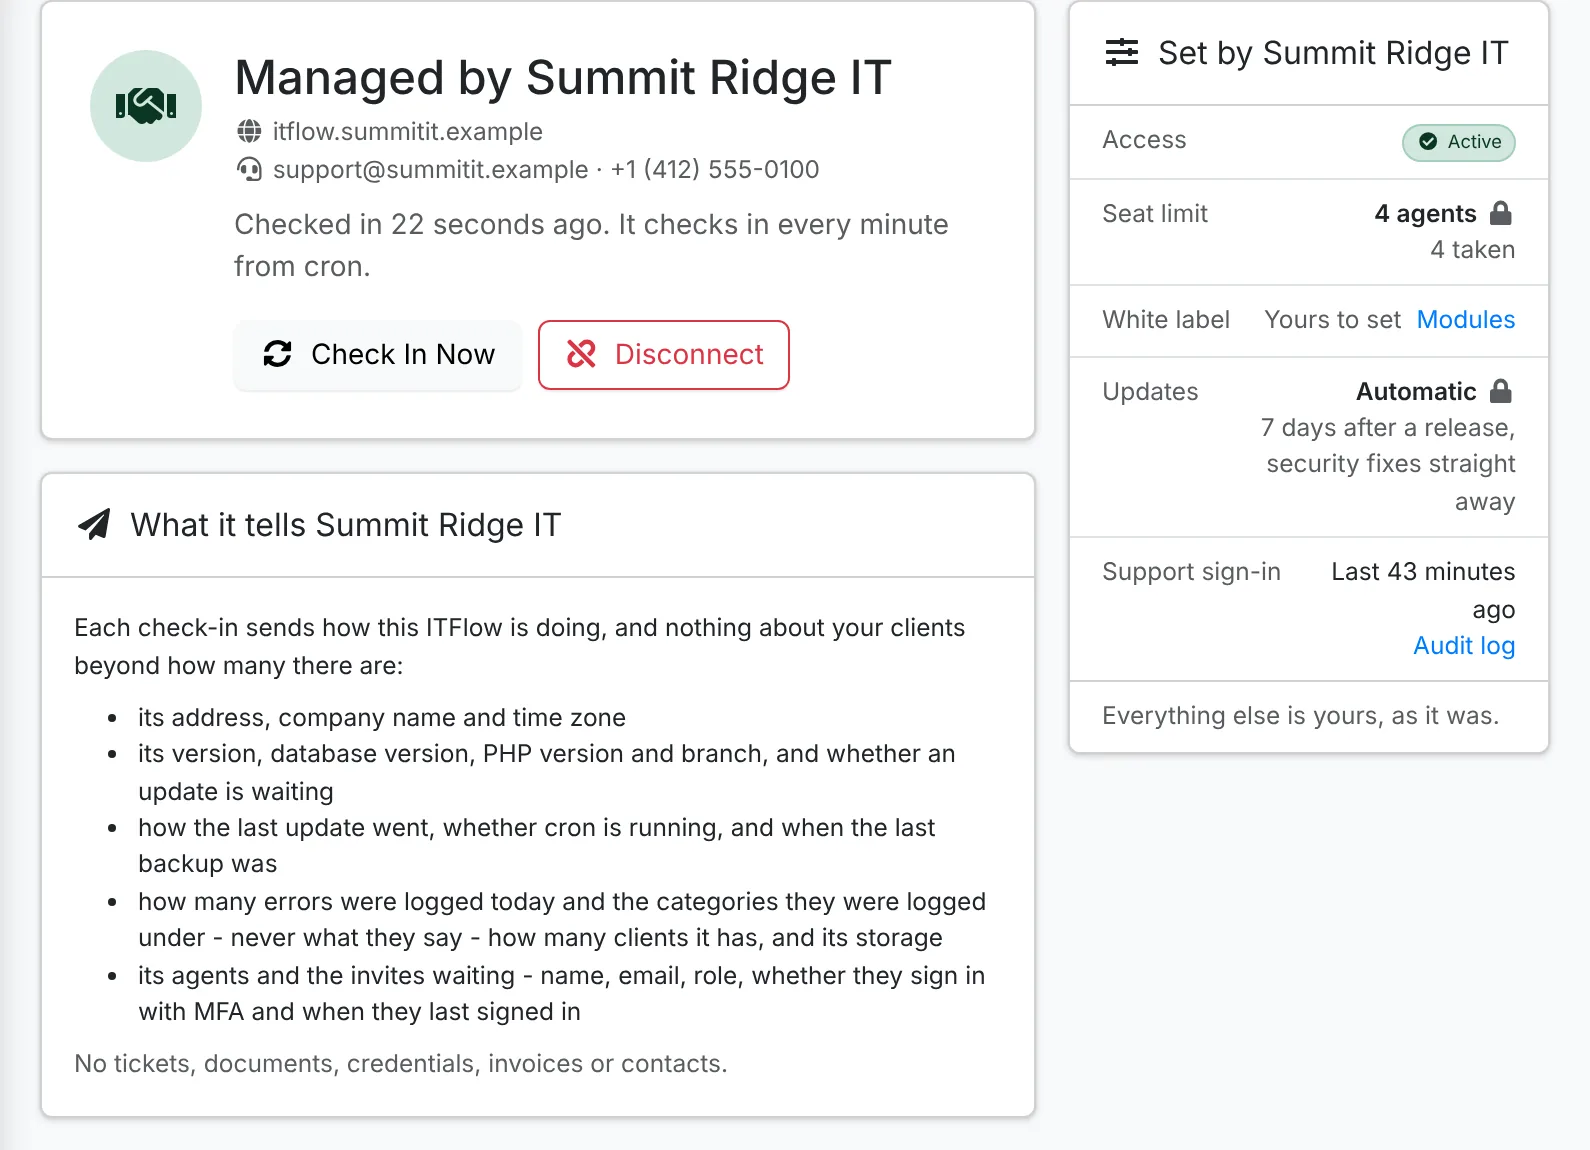 Managed by Summit Ridge IT
itflow.summitit.example
support@summitit.example · +1 (412) 555-0100
Checked in 22 seconds ago. It checks in every minute
from cron.
Check In Now
Disconnect
What it tells Summit Ridge IT
Each check-in sends how this ITFlow is doing, and nothing about your clients
beyond how many there are:
• its address, company name and time zone
• its version, database version, PHP version and branch, and whether an
update is waiting
• how the last update went, whether cron is running, and when the last
backup was
• how many errors were logged today and the categories they were logged
under - never what they say - how many clients it has, and its storage
• its agents and the invites waiting - name, email, role, whether they sign in
with MFA and when they last signed in
No tickets, documents, credentials, invoices or contacts.
Set by Summit Ridge IT
Access Active
Seat limit 4 agents
4 taken
White label Yours to set Modules
Updates Automatic
7 days after a release,
security fixes straight
away
Support sign-in Last 43 minutes
ago
Audit log
Everything else is yours, as it was.